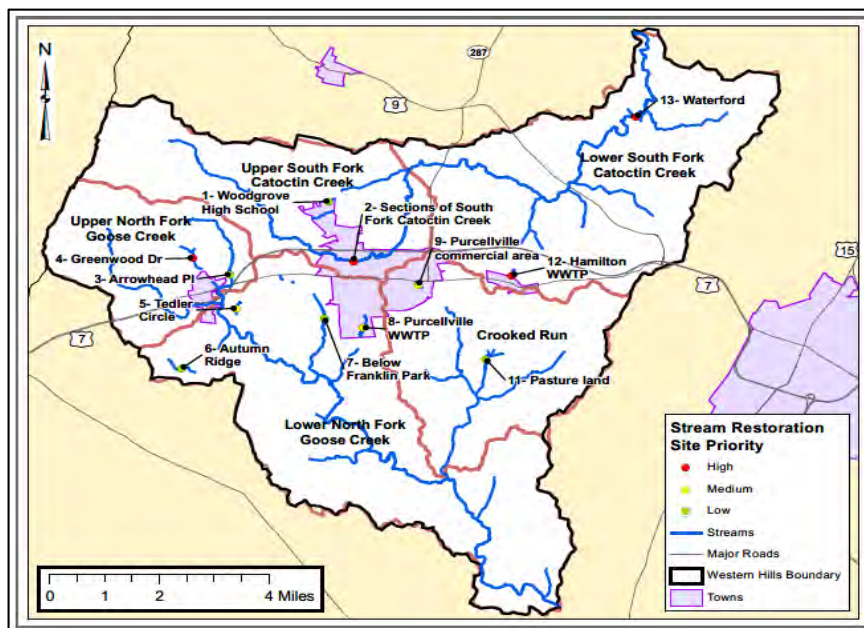 N
287
9
13- Waterford
Upper South Fork
Catoctin Creek
Lower South Fork
Catoctin Creek
1- Woodgrove
High School
2- Sections of South
Fork Catoctin Creek
Upper North Fork
Goose Creek
9- Purcellville
commercial area
4- Greenwood Dr
12- Hamilton
WWTP
15
3- Arrowhead Pl
7
5- Tedler
Circle
8- Purcellville
WWTP
Crooked Run
7
6- Autumn
Ridge
7- Below
Franklin Park
11- Pasture land
Lower North Fork
Goose Creek
Stream Restoration
Site Priority
High
Medium
Low
Streams
Major Roads
Western Hills Boundary
Towns
0 1 2 4 Miles